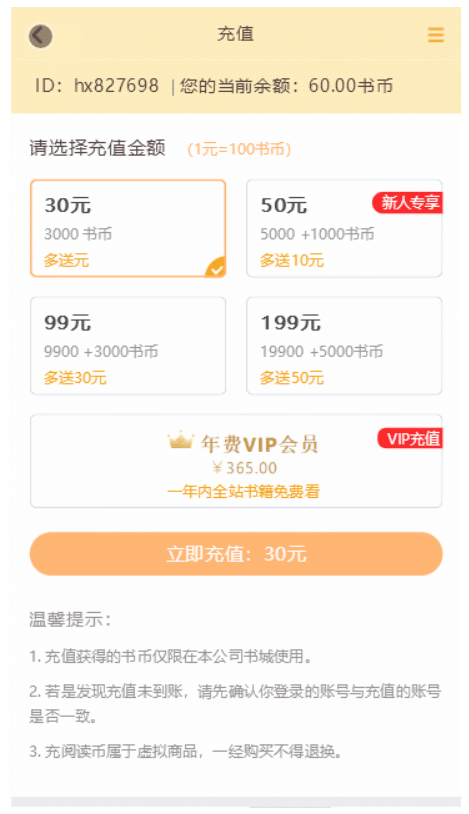 充值
ID：hx827698 | 您的当前余额：60.00书币
请选择充值金额 (1元=100书币)
30元
3000 书币
多送元
50元
新人专享
5000 +1000书币
多送10元
99元
9900 +3000书币
多送30元
199元
19900 +5000书币
多送50元
年费VIP会员
VIP充值
￥365.00
一年内全站书籍免费看
立即充值：30元
温馨提示：
1. 充值获得的书币仅限在本公司书城使用。
2. 若是发现充值未到账，请先确认你登录的账号与充值的账号
是否一致。
3. 充阅读币属于虚拟商品，一经购买不得退换。